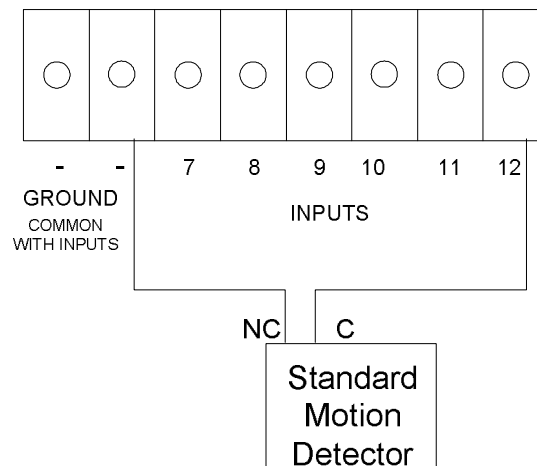 - - 7 8 9 10 11 12
GROUND
COMMON
WITH INPUTS
INPUTS
NC C
Standard
Motion
Detector